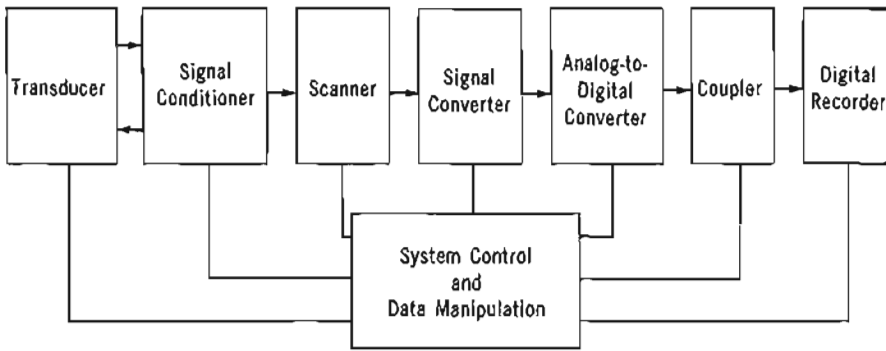 Transducer
Signal
Conditioner
Scanner
Signal
Converter
Analog-to-
Digital
Converter
Coupler
Digital
Recorder
System Control
and
Data Manipulation